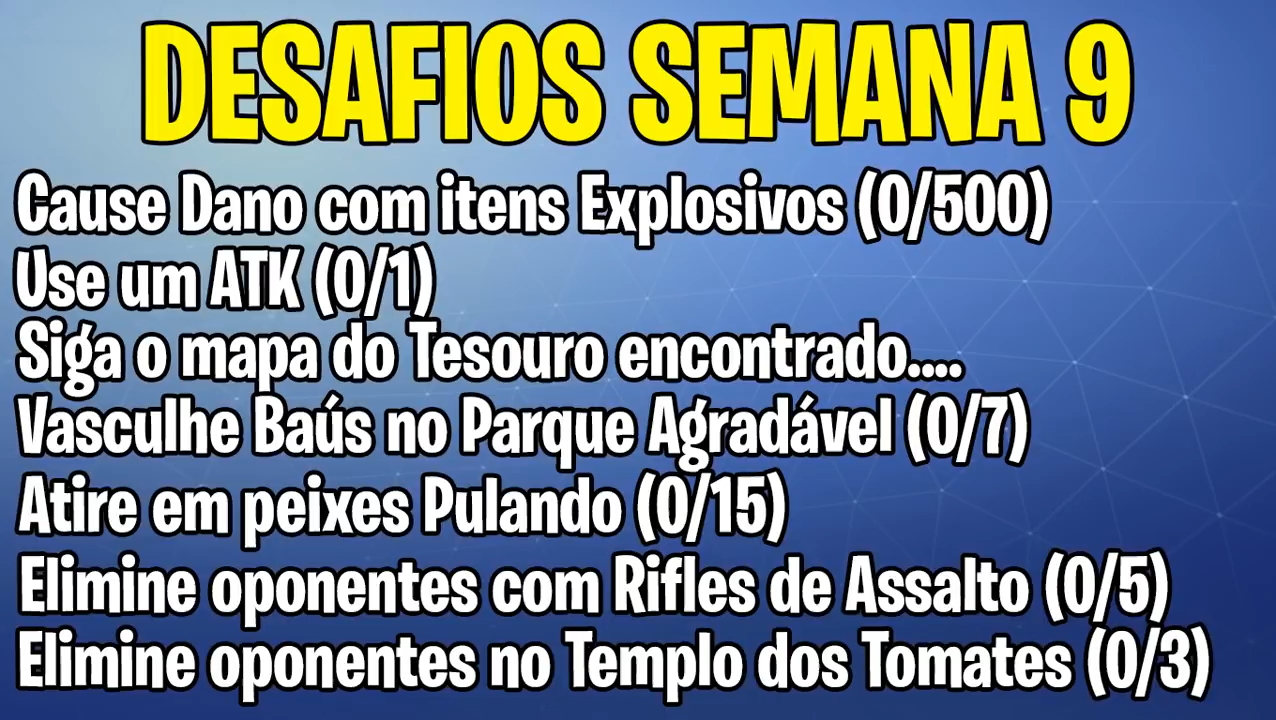 DESAFIOS SEMANA 9
Cause Dano com itens Explosivos (0/500)
Use um ATK (0/1)
Siga o mapa do Tesouro encontrado....
Vasculhe Baús no Parque Agradável (0/7)
Atire em peixes Pulando (0/15)
Elimine oponentes com Rifles de Assalto (0/5)
Elimine oponentes no Templo dos Tomates (0/3)